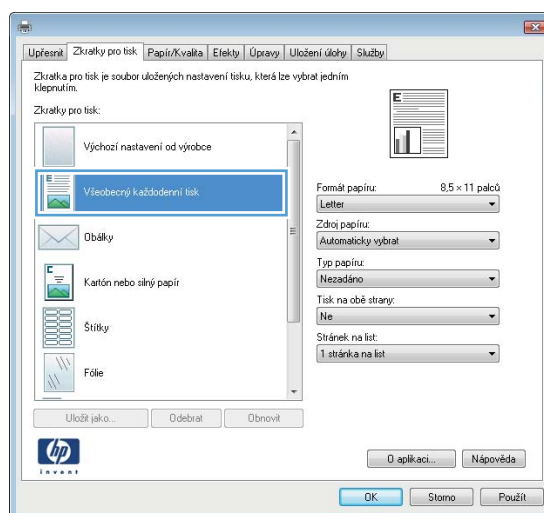 Upřesnit Zkratky pro tisk Papír/Kvalita Efekty Úpravy Uložení úlohy Služby
Zkratka pro tisk je soubor uložených nastavení tisku, která lze vybrat jedním
klepnutím.
Zkratky pro tisk:
Výchozí nastavení od výrobce
Všeobecný každodenní tisk
Obálky
Kartón nebo silný papír
Štítky
Fólie
Uložit jako... Odebrat Obnovit
E
Formát papíru: 8,5 × 11 palců
Letter
Zdroj papíru:
Automaticky vybrat
Typ papíru:
Nezadáno
Tisk na obě strany:
Ne
Stránek na list:
1 stránka na list
hp
invent
O aplikaci... Nápověda
OK Storno Použít